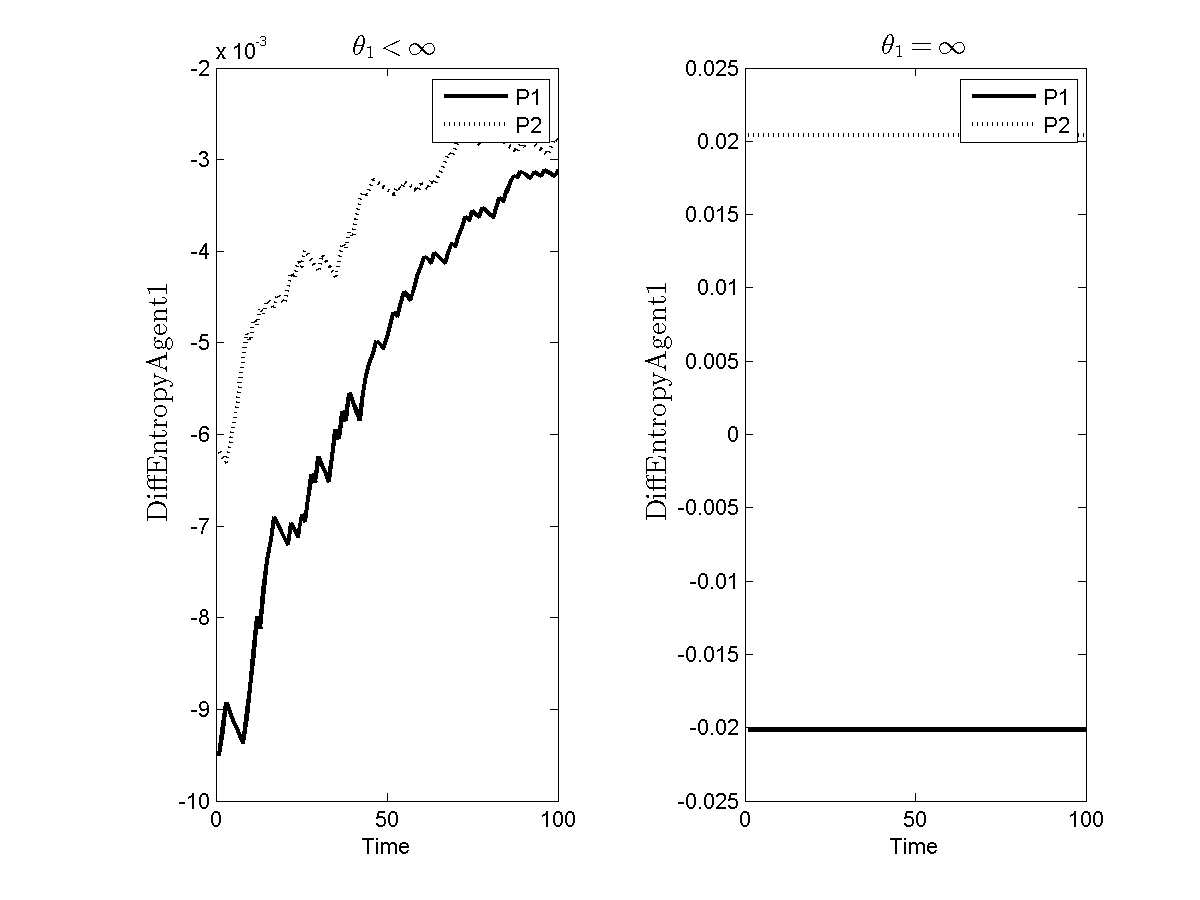 x 10^-3
θ₁ < ∞
-2
-3
-4
-5
-6
-7
-8
-9
-10
0
50
100
Time
DiffEntropyAgent1
P1
P2
θ₁ = ∞
0.025
0.02
0.015
0.01
0.005
0
-0.005
-0.01
-0.015
-0.02
-0.025
0
50
100
Time
DiffEntropyAgent1
P1
P2